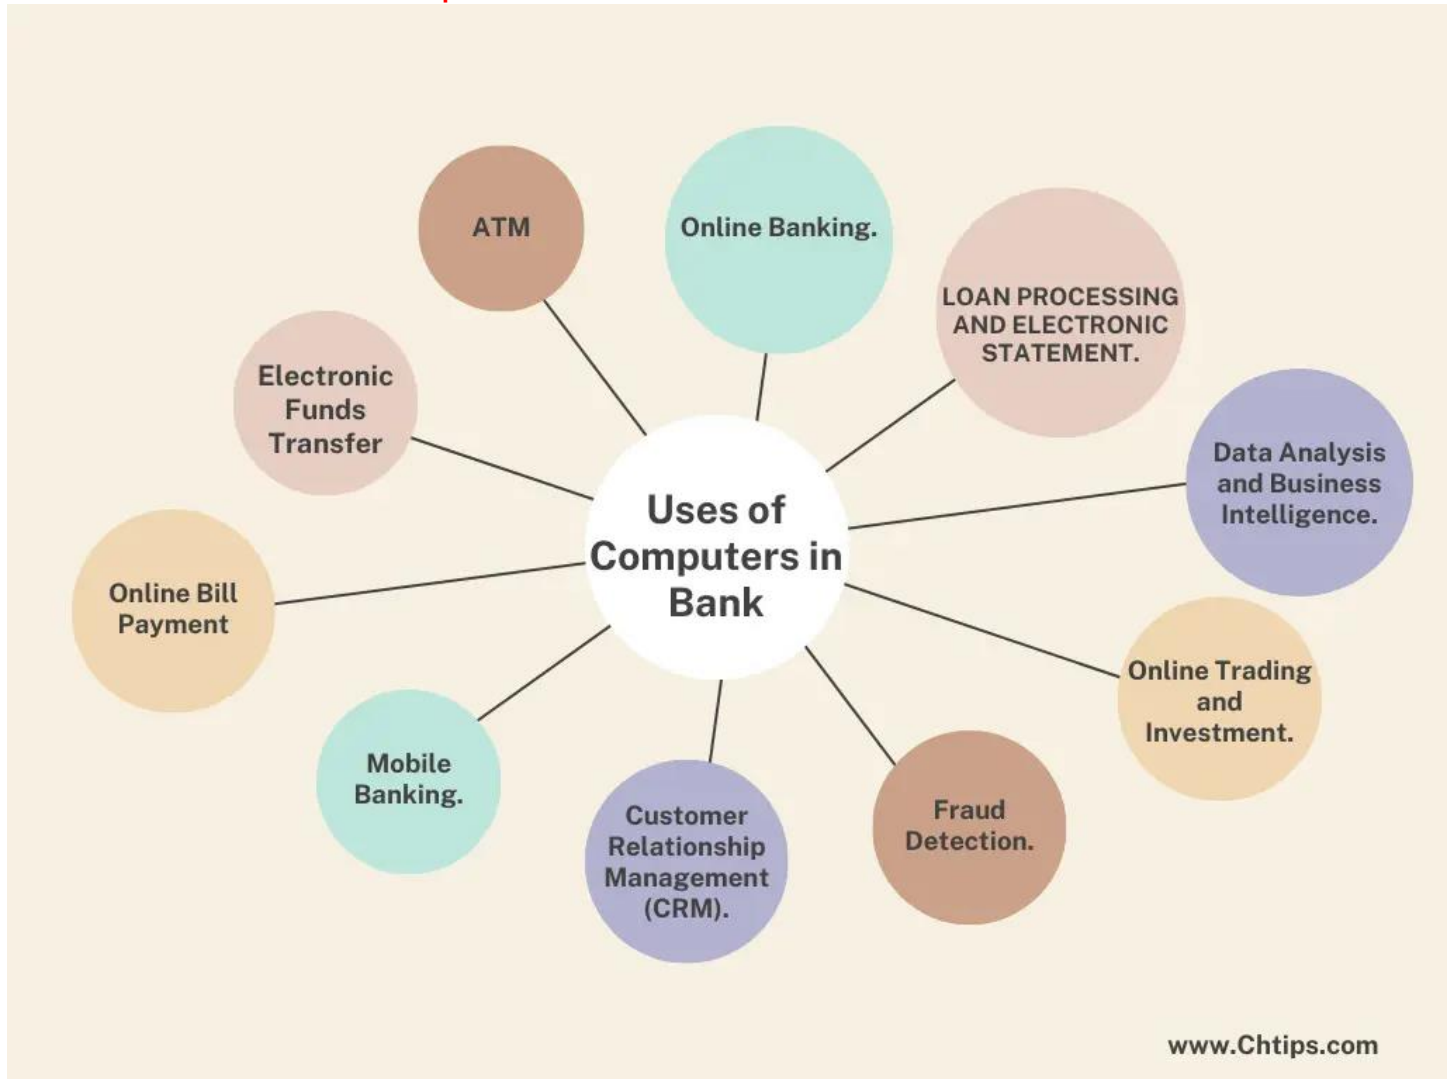 ATM
Online Banking.
LOAN PROCESSING
AND ELECTRONIC
STATEMENT.
Electronic
Funds
Transfer
Data Analysis
and Business
Intelligence.
Uses of
Computers in
Bank
Online Bill
Payment
Online Trading
and
Investment.
Mobile
Banking.
Customer
Relationship
Management
(CRM).
Fraud
Detection.
www.Chtips.com